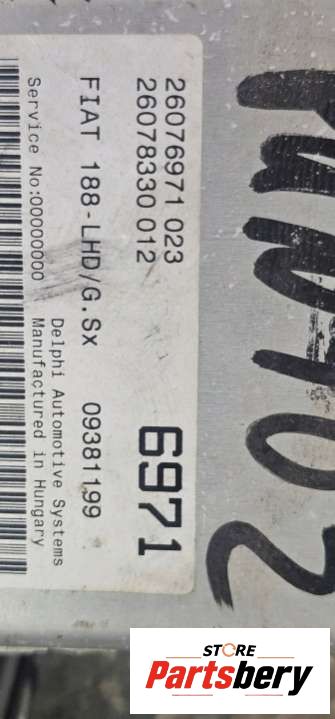 26076971 023
26078330 012
6971
FIAT 188-LHD/G.Sx 09381199
Delphi Automotive Systems
Service No:00000000 Manufactured in Hungary
STORE
Partsbery